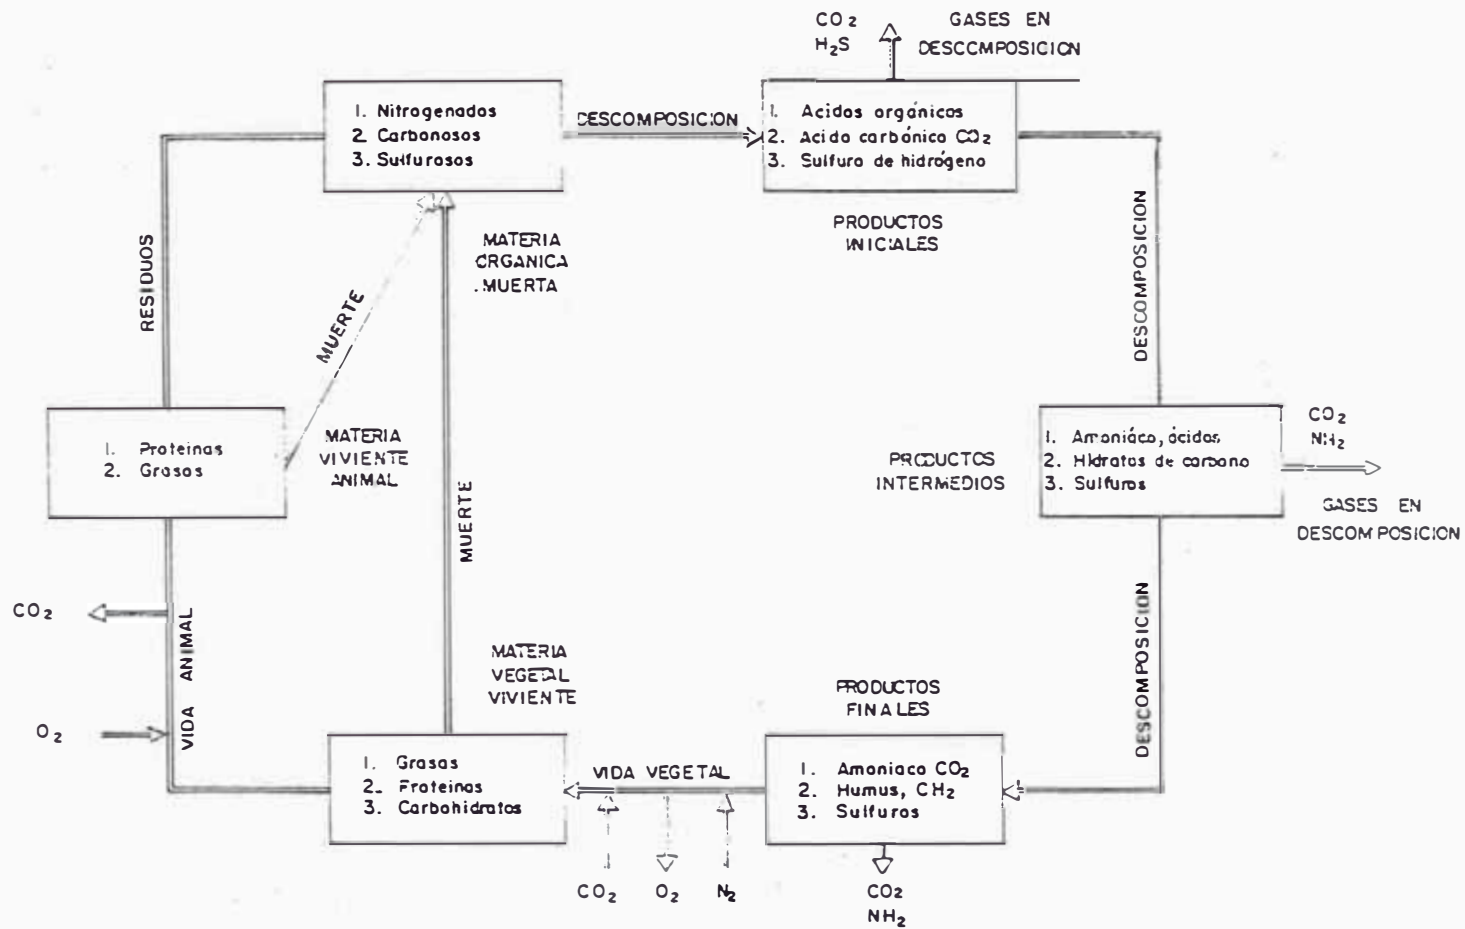 CO2
H2S
GASES EN
DESCCMPOSICION
1. Nitrogenados
2. Carbonosos
3. Sulfurosos
DESCOMPOSICION
1. Acidos orgánicos
2. Acido carbónico CO2
3. Sulfuro de hidrógeno
PRODUCTOS
INICIALES
MATERIA
ORGANICA
MUERTA
RESIDUOS
MUERTE
DESCOMPOSICION
1. Proteinas
2. Grasas
MATERIA
VIVIENTE
ANIMAL
MUERTE
PRODUCTOS
INTERMEDIOS
1. Amoniáco, ácidos,
2. Hidratos de carbono
3. Sulfuros
CO2
NH2
GASES EN
DESCOMPOSICION
CO2
O2
VIDA ANIMAL
MATERIA
VEGETAL
VIVIENTE
PRODUCTOS
FINALES
DESCOMPOSICION
1. Grasas
2. Proteinas
3. Carbohidratos
VIDA VEGETAL
1. Amoniaco CO2
2. Humus, CH2
3. Sulfuros
CO2
O2
N2
CO2
NH2